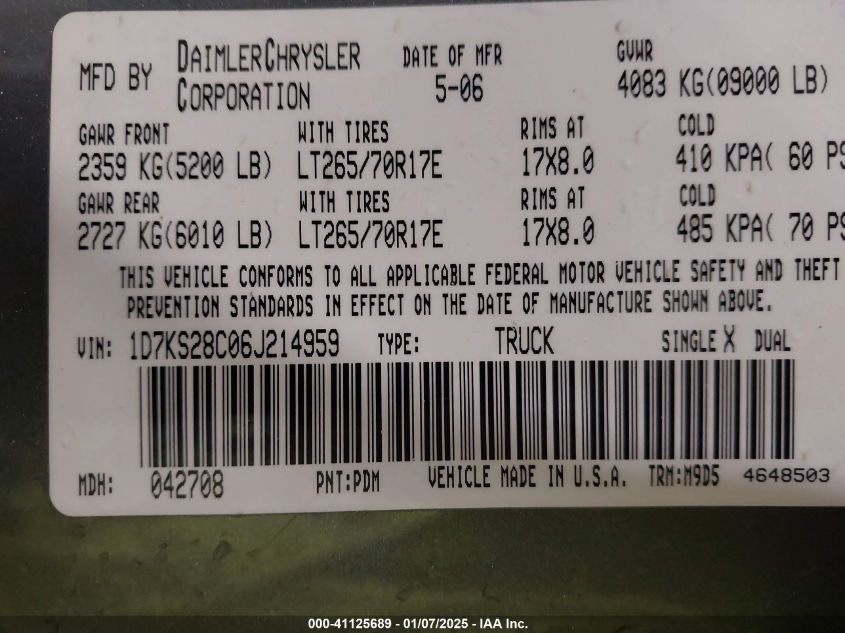 MFD BY DAIMLERCHRYSLER CORPORATION DATE OF MFR 5-06 GVWR 4083 KG(09000 LB)
GAWR FRONT WITH TIRES RIMS AT COLD
2359 KG(5200 LB) LT265/70R17E 17X8.0 410 KPA( 60 PS
GAWR REAR WITH TIRES RIMS AT COLD
2727 KG(6010 LB) LT265/70R17E 17X8.0 485 KPA( 70 PS
THIS VEHICLE CONFORMS TO ALL APPLICABLE FEDERAL MOTOR VEHICLE SAFETY AND THEFT
PREVENTION STANDARDS IN EFFECT ON THE DATE OF MANUFACTURE SHOWN ABOVE.
VIN: 1D7KS28C06J214959 TYPE: TRUCK SINGLE X DUAL
MDH: 042708 PNT:PDM VEHICLE MADE IN U.S.A. TRM:M9D5 4648503
000-41125689 - 01/07/2025 - IAA Inc.